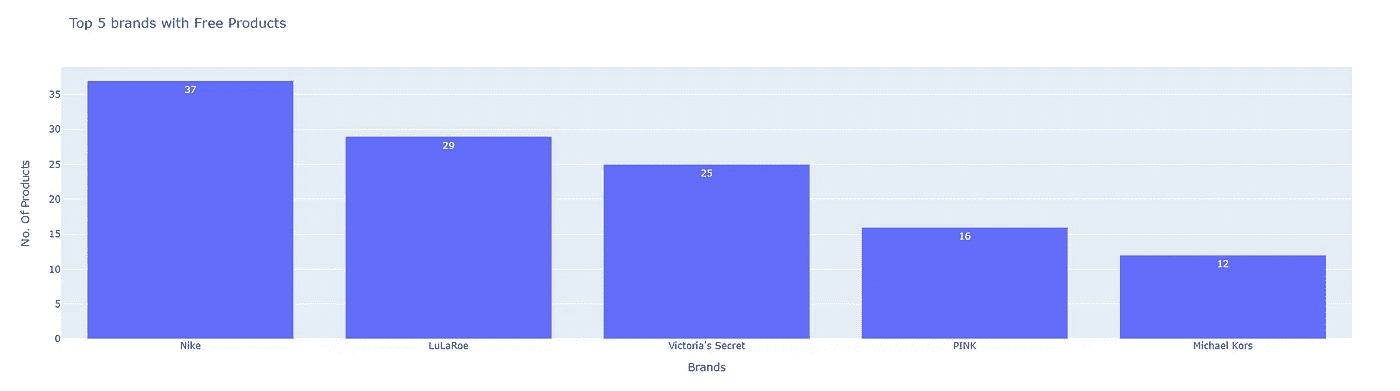 Top 5 brands with Free Products
No. Of Products
35
30
25
20
15
10
5
0
37
29
25
16
12
Nike
LuLaRoe
Victoria's Secret
PINK
Michael Kors
Brands